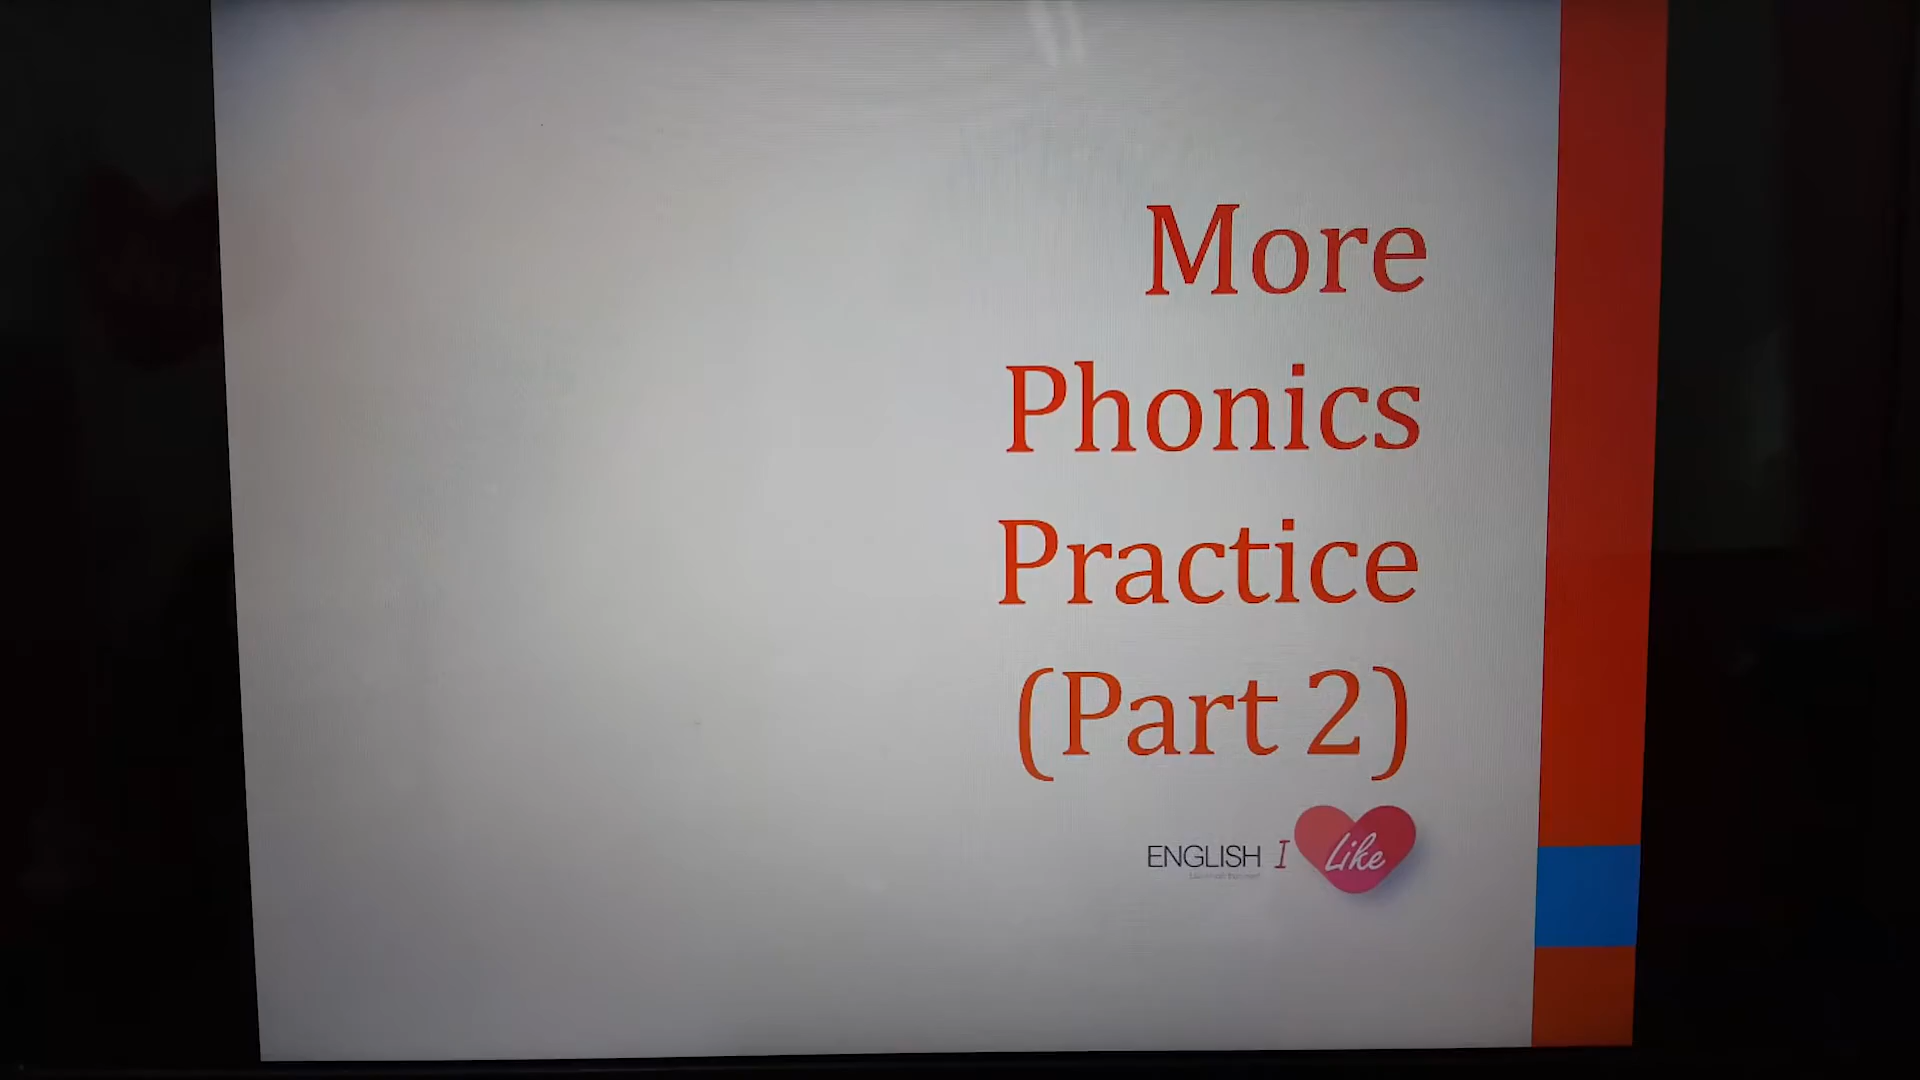 More
Phonics
Practice
(Part 2)
ENGLISH I Like